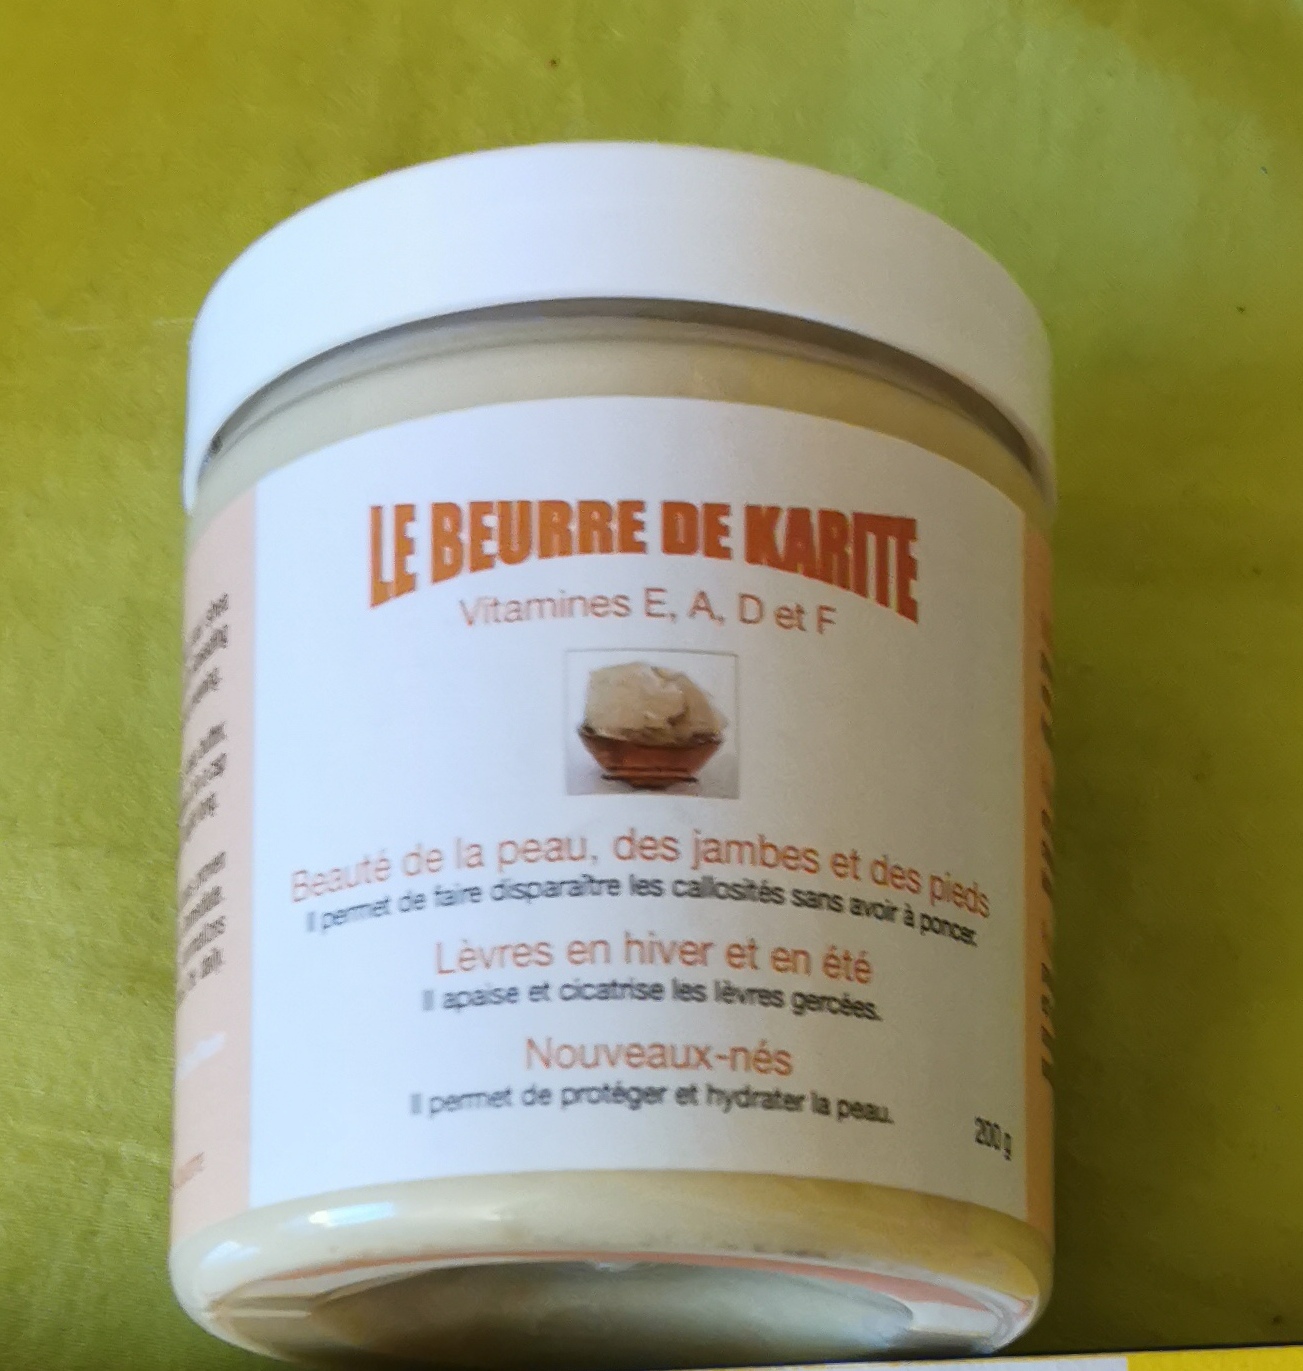 LE BEURRE DE KARITE
Vitamines E, A, D et F
Beauté de la peau, des jambes et des pieds
Il permet de faire disparaître les callosités sans avoir à poncer.
Lèvres en hiver et en été
Il apaise et cicatrise les lèvres gercées.
Nouveaux-nés
Il permet de protéger et hydrater la peau.
200 g